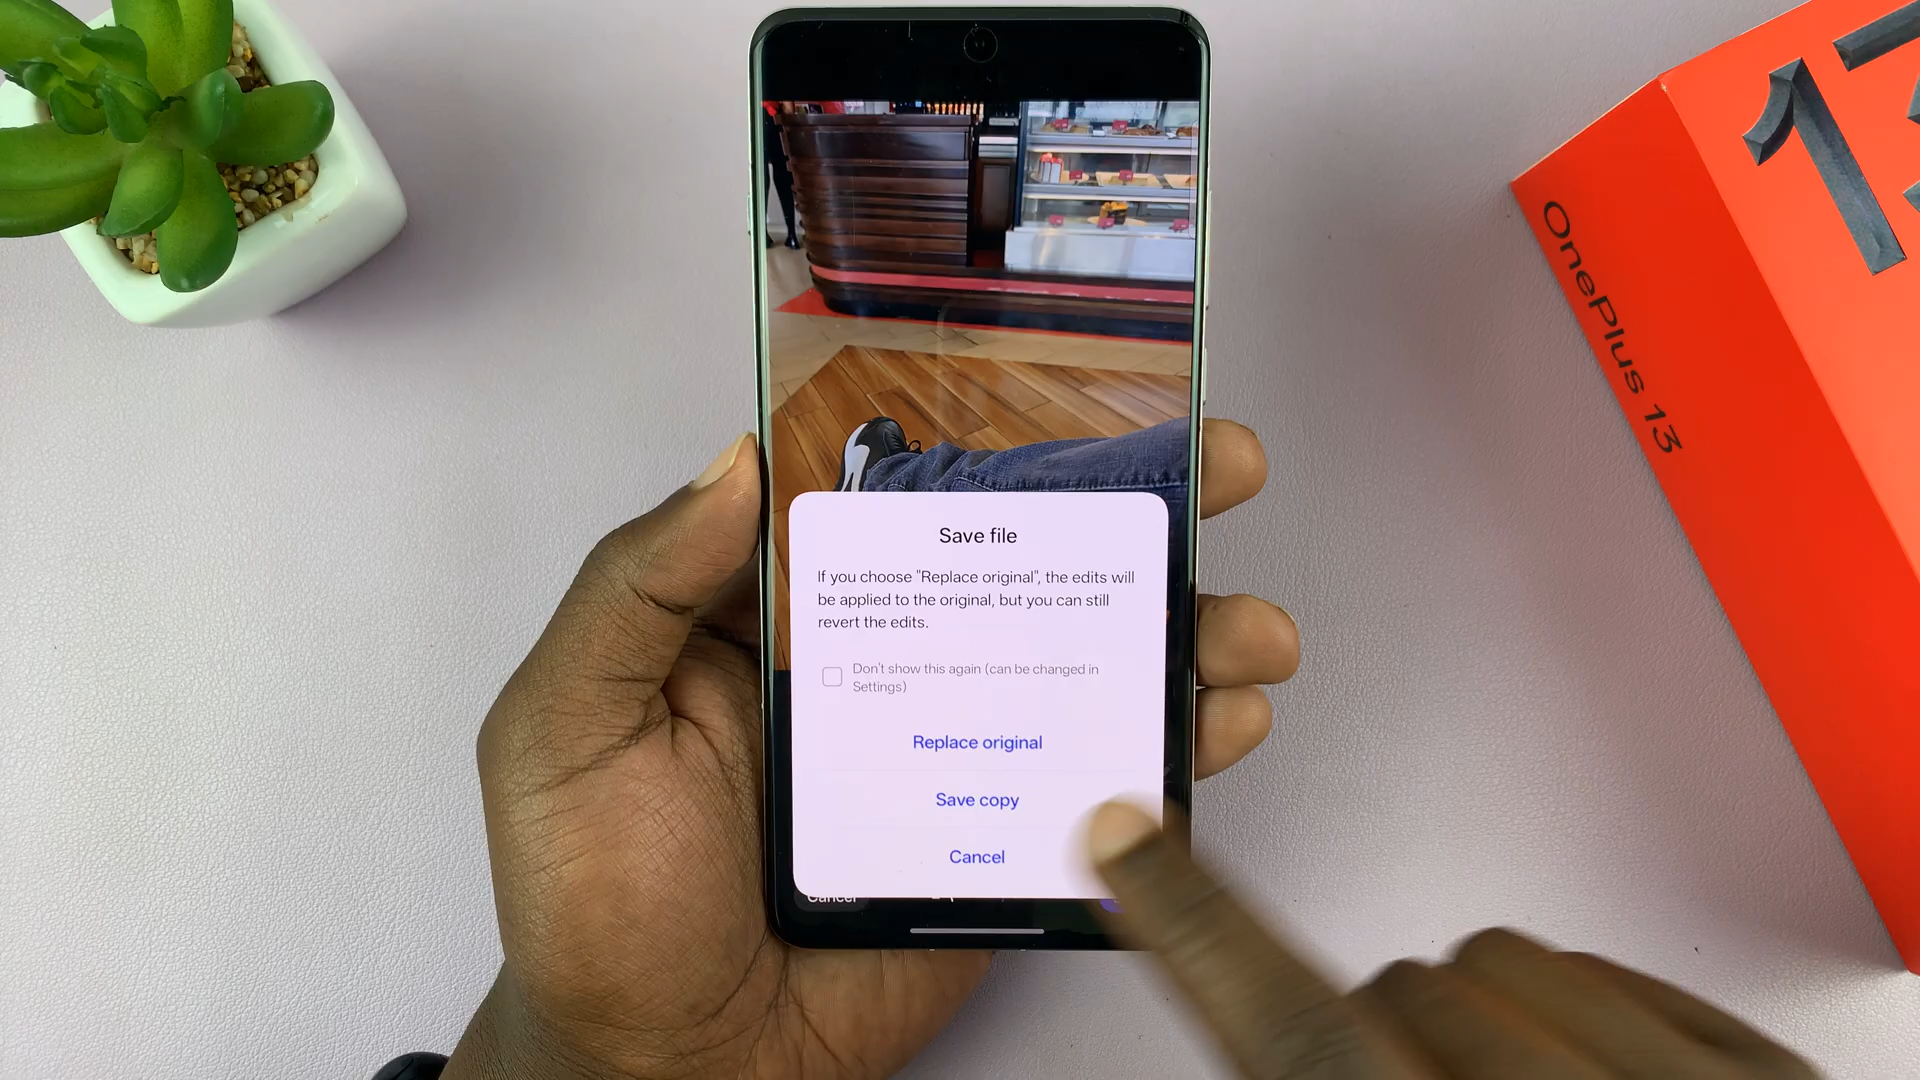 Save file
If you choose "Replace original", the edits will
be applied to the original, but you can still
revert the edits.
Don't show this again (can be changed in
Settings)
Replace original
Save copy
Cancel
Cancel
13
OnePlus 13